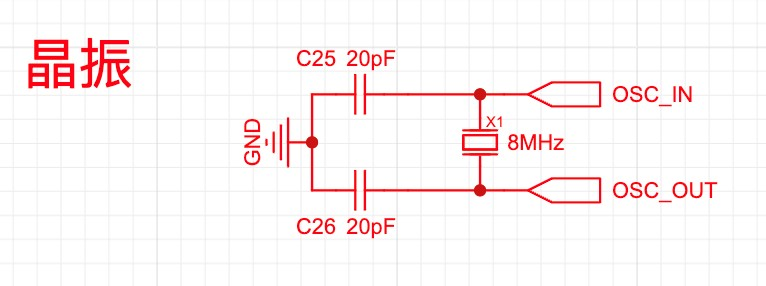 晶振
C25 20pF
OSC_IN
X1
GND
8MHz
OSC_OUT
C26 20pF